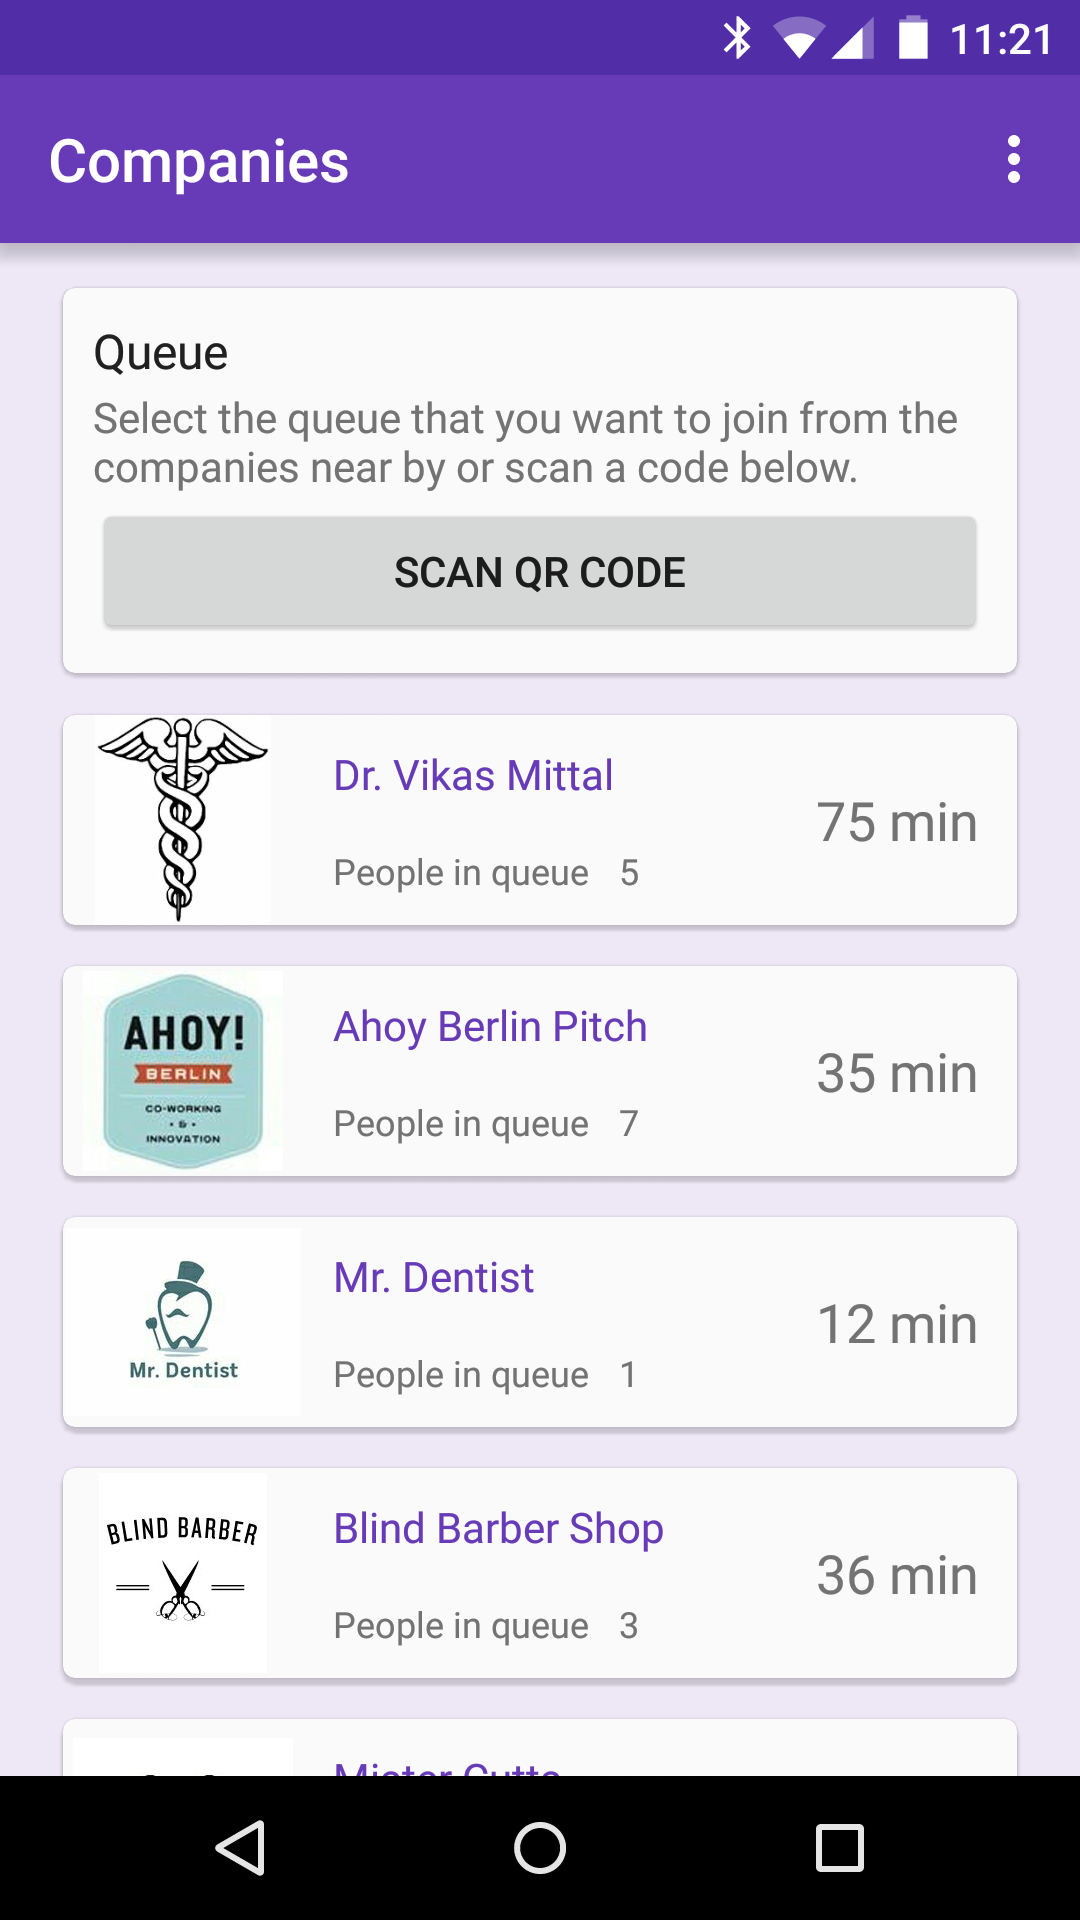 11:21
Companies
Queue
Select the queue that you want to join from the
companies near by or scan a code below.
SCAN QR CODE
Dr. Vikas Mittal
75 min
People in queue 5
AHOY!
BERLIN
CO-WORKING
&
INNOVATION
Ahoy Berlin Pitch
35 min
People in queue 7
Mr. Dentist
Mr. Dentist
12 min
People in queue 1
BLIND BARBER
Blind Barber Shop
36 min
People in queue 3